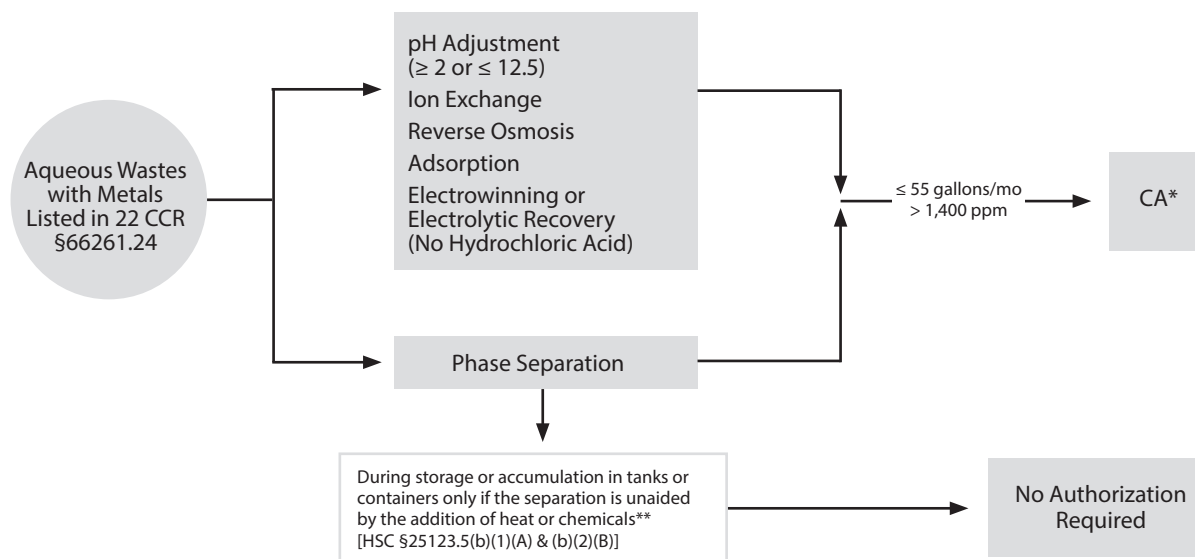 Aqueous Wastes
with Metals
Listed in 22 CCR
§66261.24
pH Adjustment
(≥ 2 or ≤ 12.5)
Ion Exchange
Reverse Osmosis
Adsorption
Electrowinning or
Electrolytic Recovery
(No Hydrochloric Acid)
≤ 55 gallons/mo
> 1,400 ppm
CA*
Phase Separation
During storage or accumulation in tanks or
containers only if the separation is unaided
by the addition of heat or chemicals**
[HSC §25123.5(b)(1)(A) & (b)(2)(B)]
No Authorization
Required